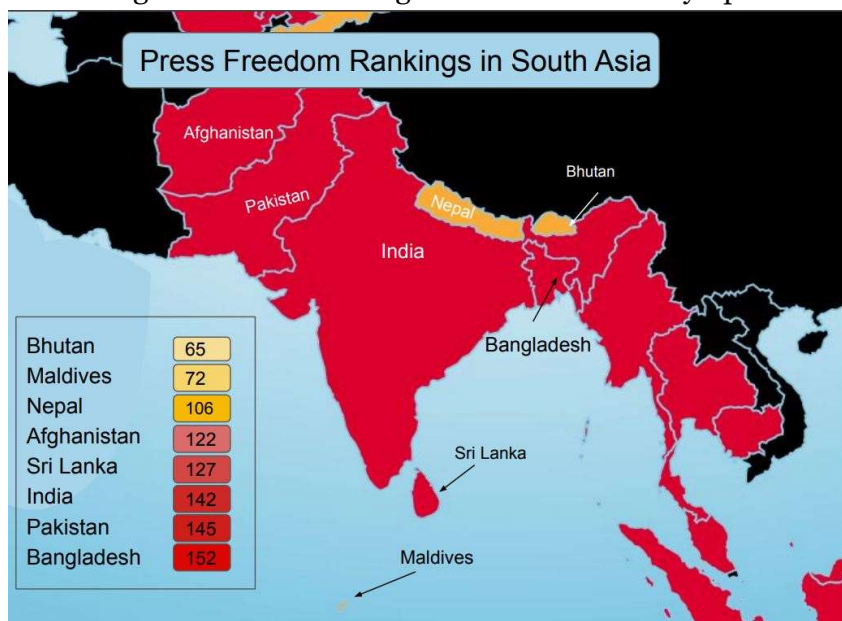 Press Freedom Rankings in South Asia
Afghanistan
Bhutan
Pakistan
Nepal
India
Bangladesh
Bhutan 65
Maldives 72
Nepal 106
Afghanistan 122
Sri Lanka 127
India 142
Pakistan 145
Bangladesh 152
Sri Lanka
Maldives